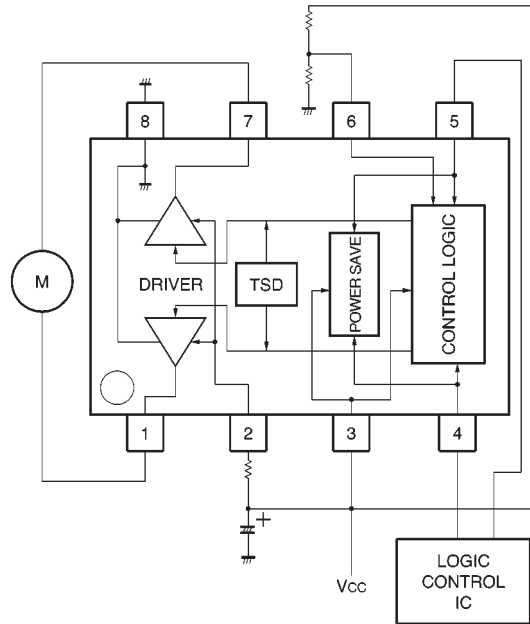 8
7
6
5
M
DRIVER
TSD
POWER SAVE
CONTROL LOGIC
1
2
3
4
+
VCC
LOGIC
CONTROL
IC